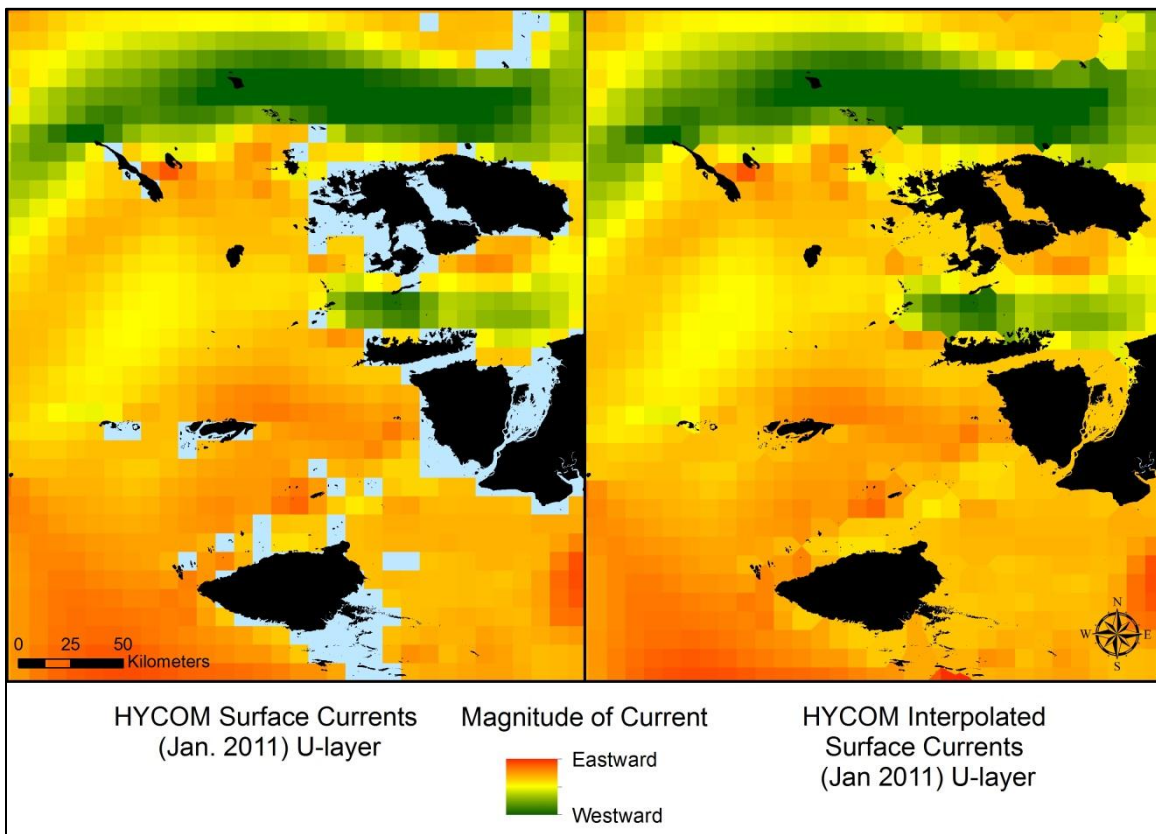 N
W E
S
0 25 50
Kilometers
HYCOM Surface Currents
(Jan. 2011) U-layer
Magnitude of Current
Eastward
Westward
HYCOM Interpolated
Surface Currents
(Jan 2011) U-layer